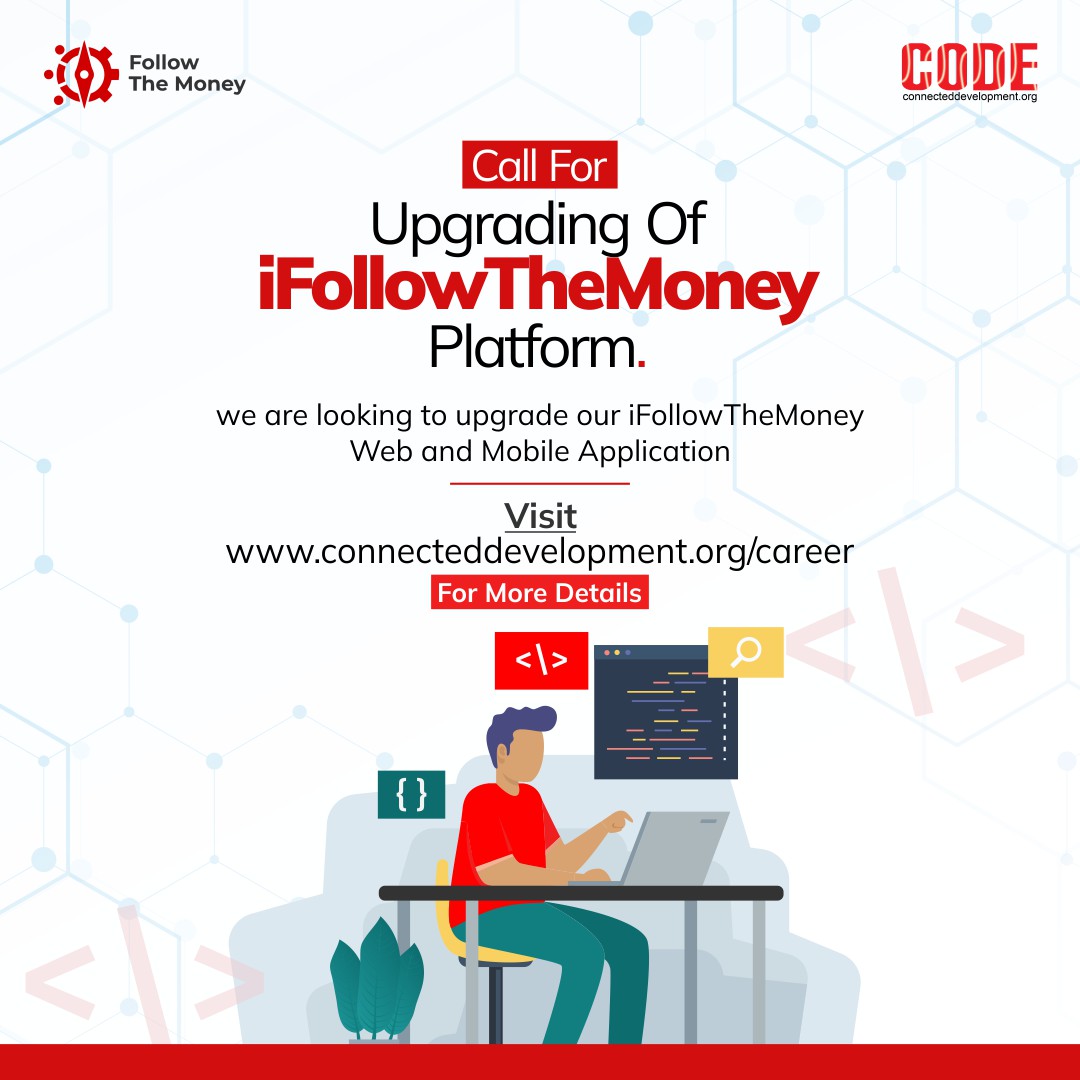 Follow
The Money
CODE
connecteddevelopment.org
Call For
Upgrading Of
iFollowTheMoney
Platform.
we are looking to upgrade our iFollowTheMoney
Web and Mobile Application
Visit
www.connecteddevelopment.org/career
For More Details
<\>
{ }
<\>
<\>